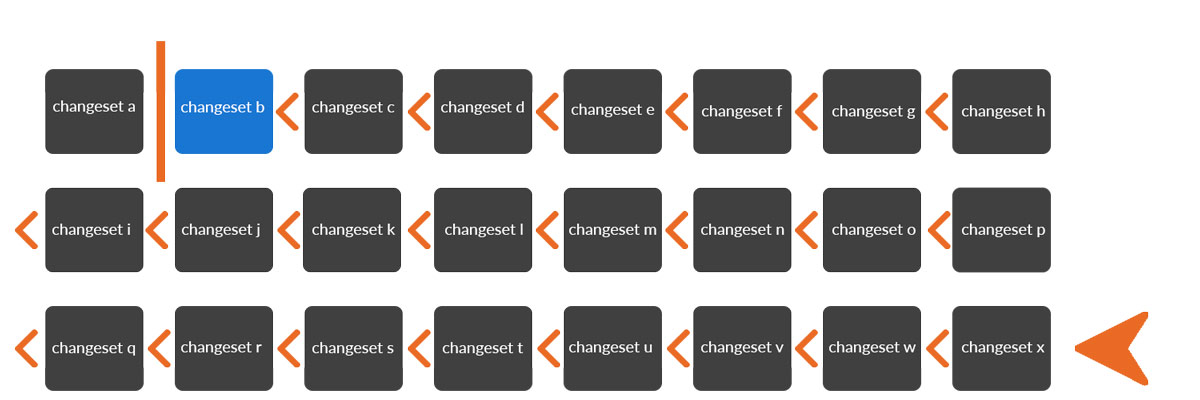 changeset a
changeset b
changeset c
changeset d
changeset e
changeset f
changeset g
changeset h
changeset i
changeset j
changeset k
changeset l
changeset m
changeset n
changeset o
changeset p
changeset q
changeset r
changeset s
changeset t
changeset u
changeset v
changeset w
changeset x